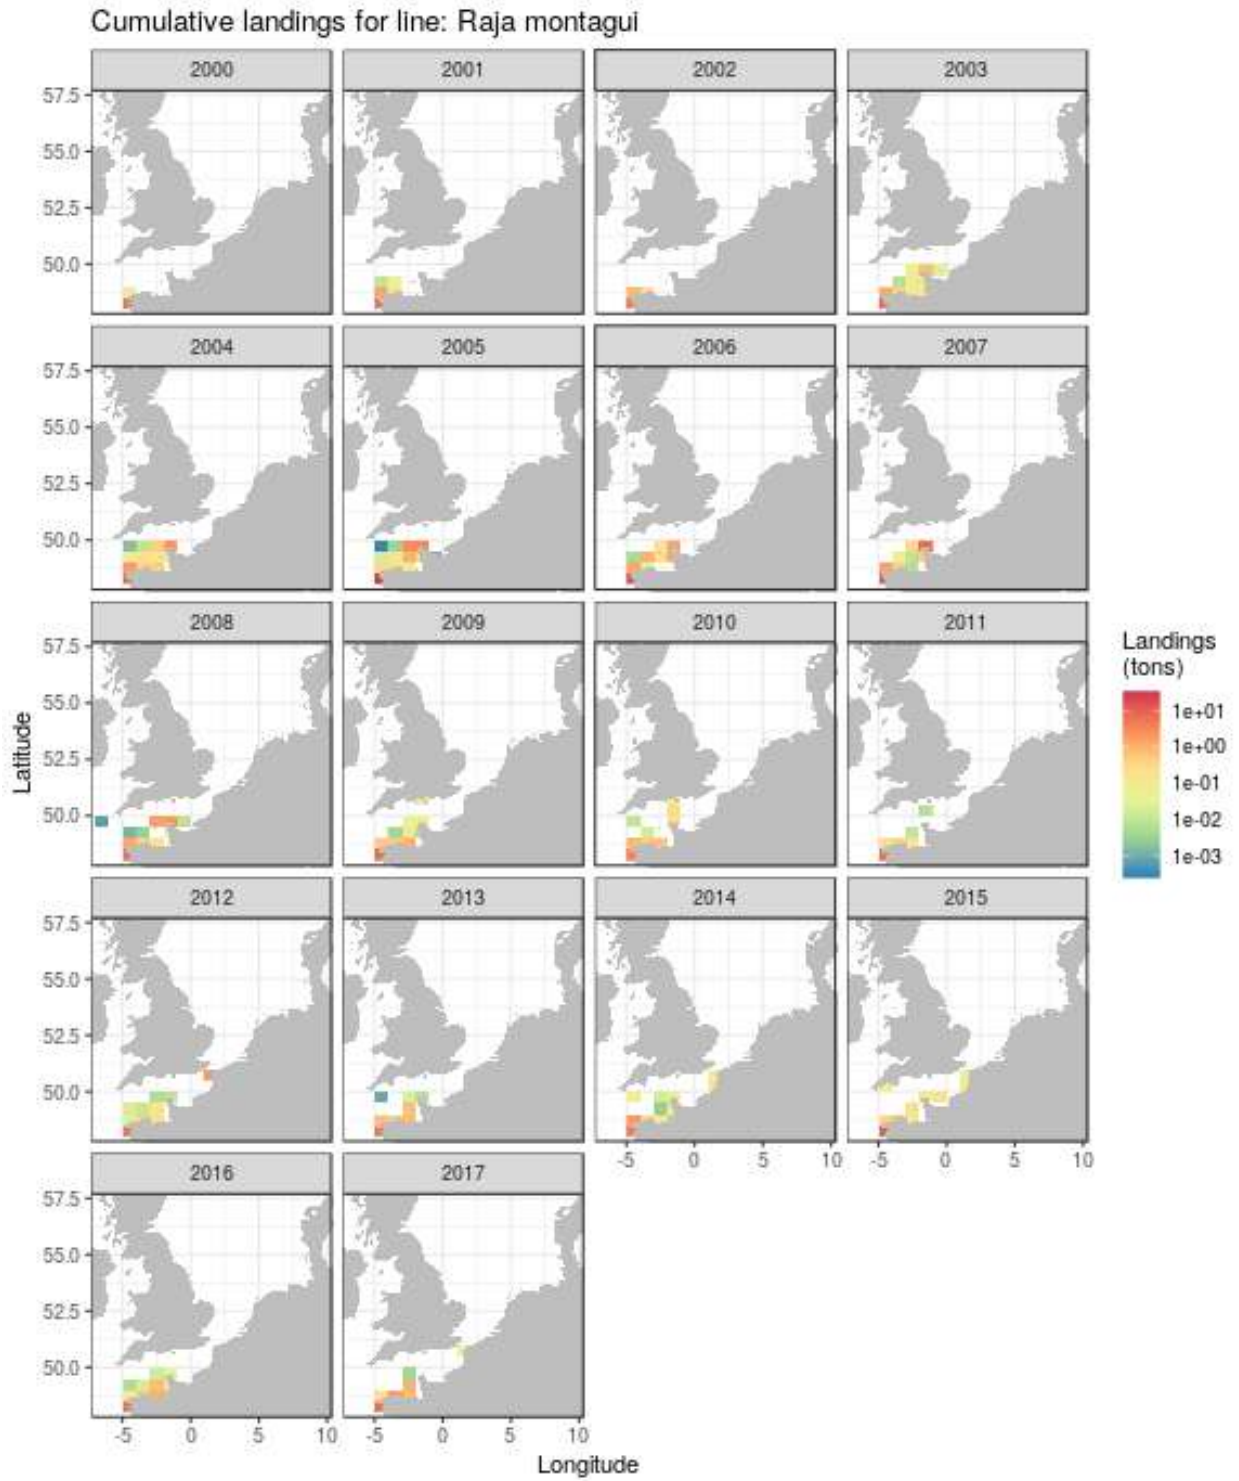 Cumulative landings for line: Raja montagui
2000 2001 2002 2003
57.5
55.0
52.5
50.0
2004 2005 2006 2007
57.5
55.0
52.5
50.0
2008 2009 2010 2011
57.5
55.0
52.5
50.0
Latitude
Landings
(tons)
1e+01
1e+00
1e-01
1e-02
1e-03
2012 2013 2014 2015
57.5
55.0
52.5
50.0
-5 0 5 10 -5 0 5 10
2016 2017
57.5
55.0
52.5
50.0
-5 0 5 10 -5 0 5 10
Longitude